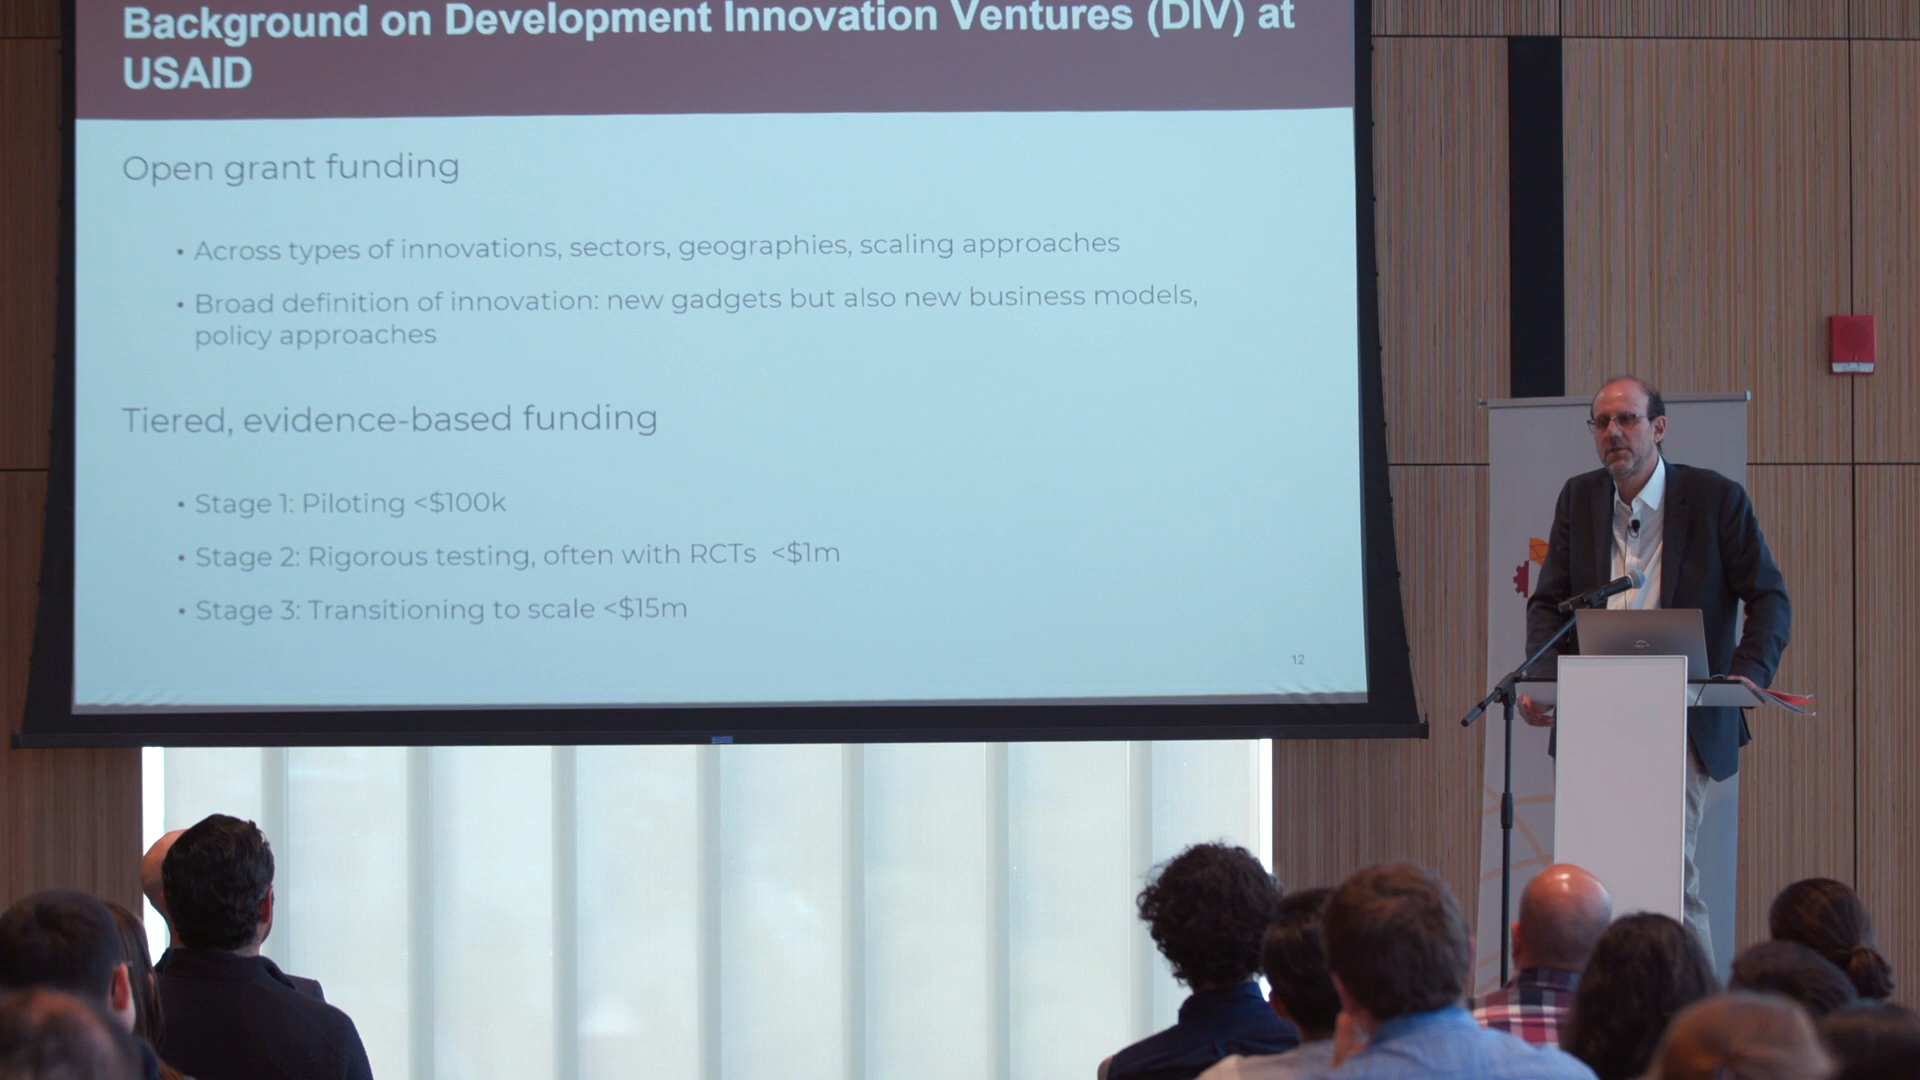 Background on Development Innovation Ventures (DIV) at
USAID
Open grant funding
• Across types of innovations, sectors, geographies, scaling approaches
• Broad definition of innovation: new gadgets but also new business models,
policy approaches
Tiered, evidence-based funding
• Stage 1: Piloting <$100k
• Stage 2: Rigorous testing, often with RCTs <$1m
• Stage 3: Transitioning to scale <$15m
12